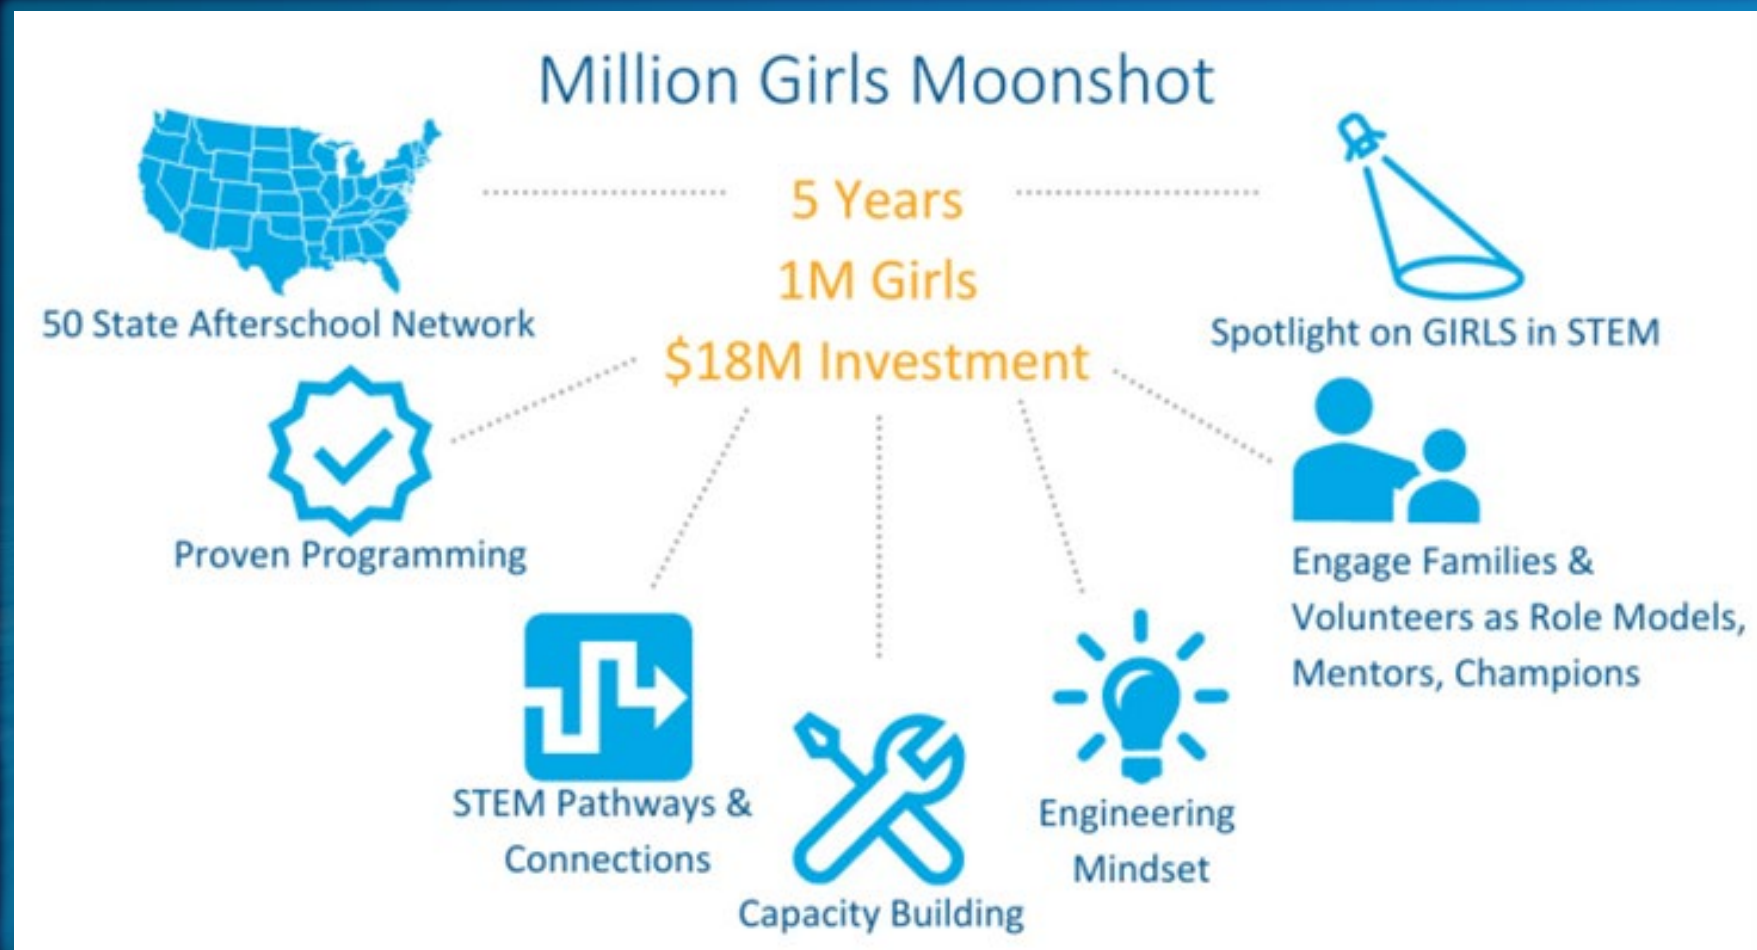 Million Girls Moonshot
5 Years
1M Girls
$18M Investment
50 State Afterschool Network
Spotlight on GIRLS in STEM
Proven Programming
Engage Families &
Volunteers as Role Models,
Mentors, Champions
STEM Pathways &
Connections
Engineering
Mindset
Capacity Building